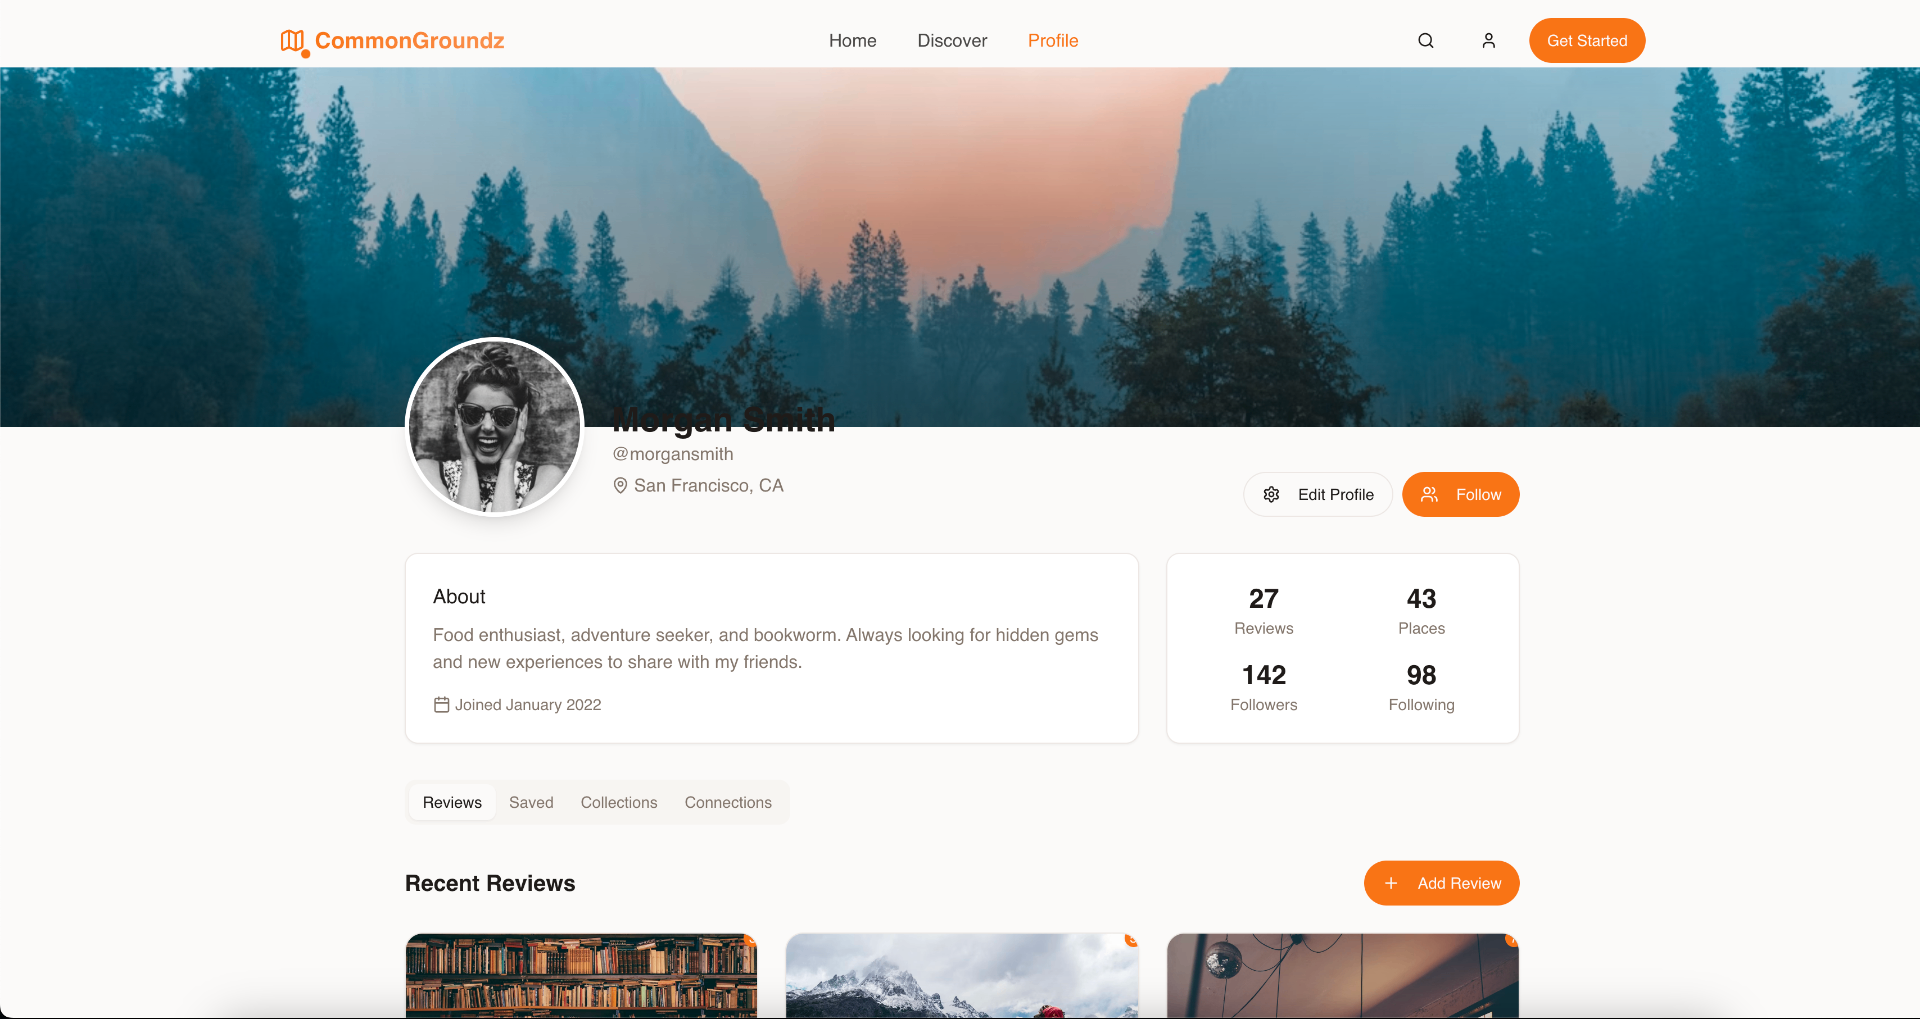 CommonGroundz
Home Discover Profile
Get Started
Morgan Smith
@morgansmith
San Francisco, CA
Edit Profile
Follow
About
Food enthusiast, adventure seeker, and bookworm. Always looking for hidden gems
and new experiences to share with my friends.
Joined January 2022
27
Reviews
43
Places
142
Followers
98
Following
Reviews Saved Collections Connections
Recent Reviews
Add Review